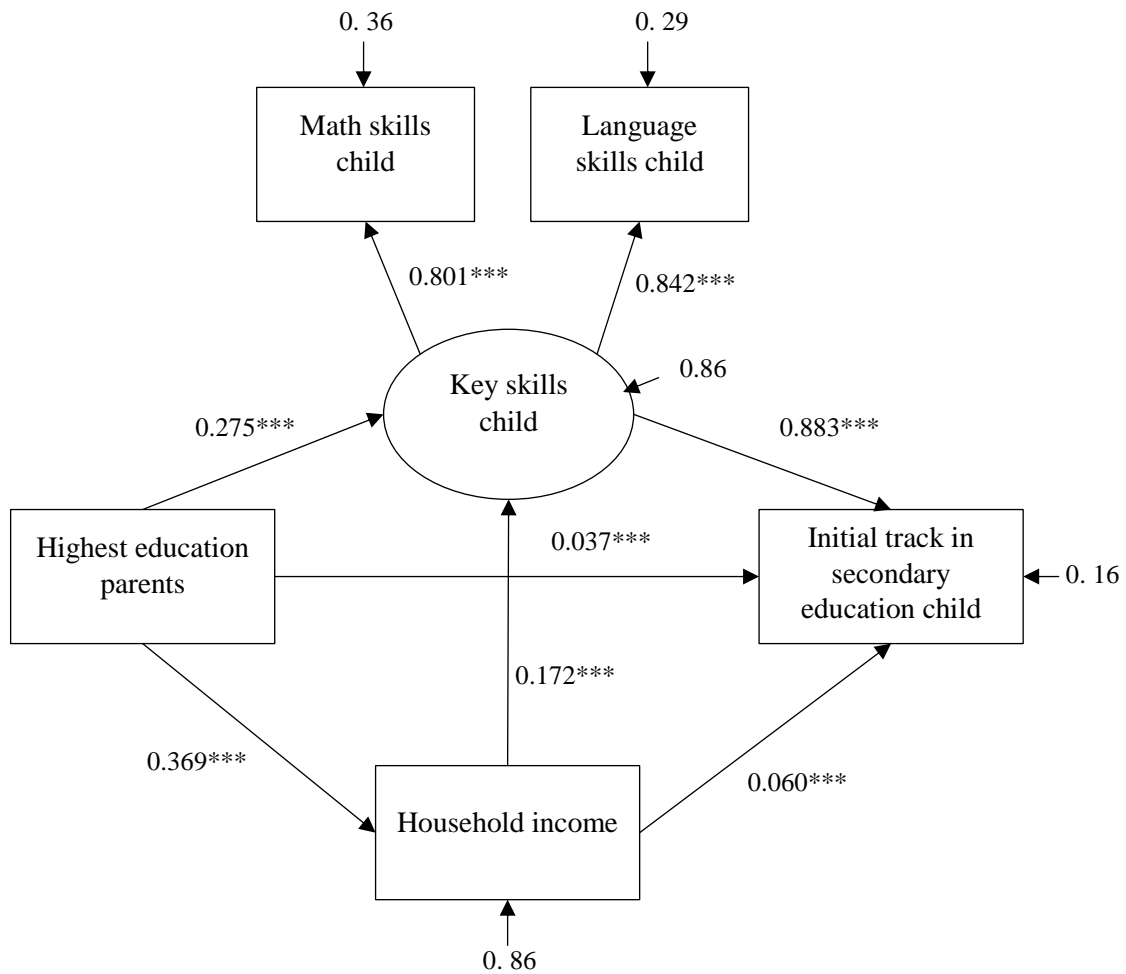 0. 36
0. 29
Math skills
child
Language
skills child
0.801***
0.842***
Key skills
child
0.86
0.275***
0.883***
Highest education
parents
0.037***
Initial track in
secondary
education child
0. 16
0.172***
0.369***
0.060***
Household income
0. 86